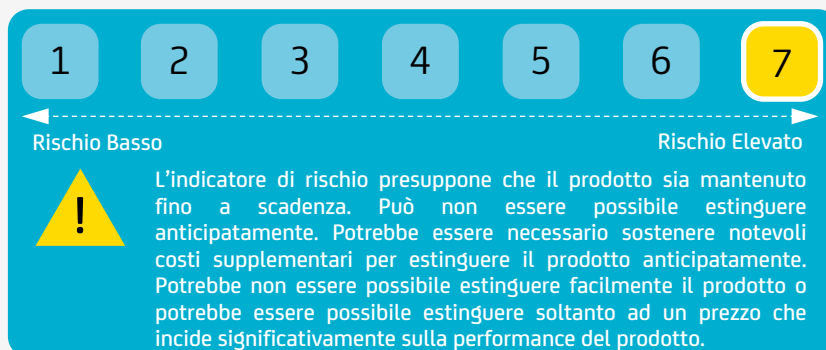 1 2 3 4 5 6 7
Rischio Basso Rischio Elevato
!
L'indicatore di rischio presuppone che il prodotto sia mantenuto
fino a scadenza. Può non essere possibile estinguere
anticipatamente. Potrebbe essere necessario sostenere notevoli
costi supplementari per estinguere il prodotto anticipatamente.
Potrebbe non essere possibile estinguere facilmente il prodotto o
potrebbe essere possibile estinguere soltanto ad un prezzo che
incide significativamente sulla performance del prodotto.